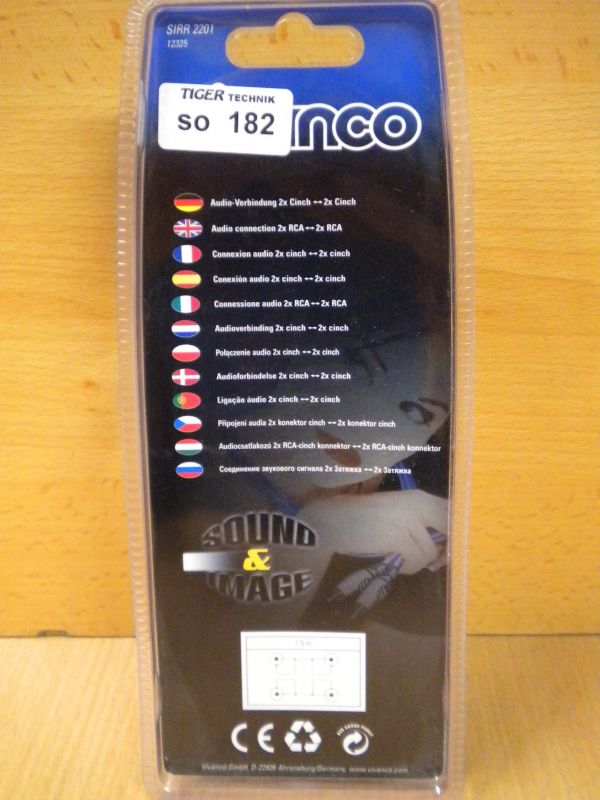 SIRR 2201
12325
TIGER TECHNIK
SO 182
Audio-Verbindung 2x Cinch ↔ 2x Cinch
Audio connection 2x RCA ↔ 2x RCA
Connexion audio 2x cinch ↔ 2x cinch
Conexión audio 2x cinch ↔ 2x cinch
Connessione audio 2x RCA ↔ 2x RCA
Audioverbinding 2x cinch ↔ 2x cinch
Połączenie audio 2x cinch ↔ 2x cinch
Audioforbindelse 2x cinch ↔ 2x cinch
Ligação áudio 2x cinch ↔ 2x cinch
Připojení audia 2x konektor cinch ↔ 2x konektor cinch
Audiocsatlakozó 2x RCA-cinch konnektor ↔ 2x RCA-cinch konnektor
Соединение звукового сигнала 2x Затяжка ↔ 2x Затяжка
SOUND
&
IMAGE
CE
DER GRÜNE PUNKT
Vivanco GmbH, D-22926 Ahrensburg/Germany, www.vivanco.com